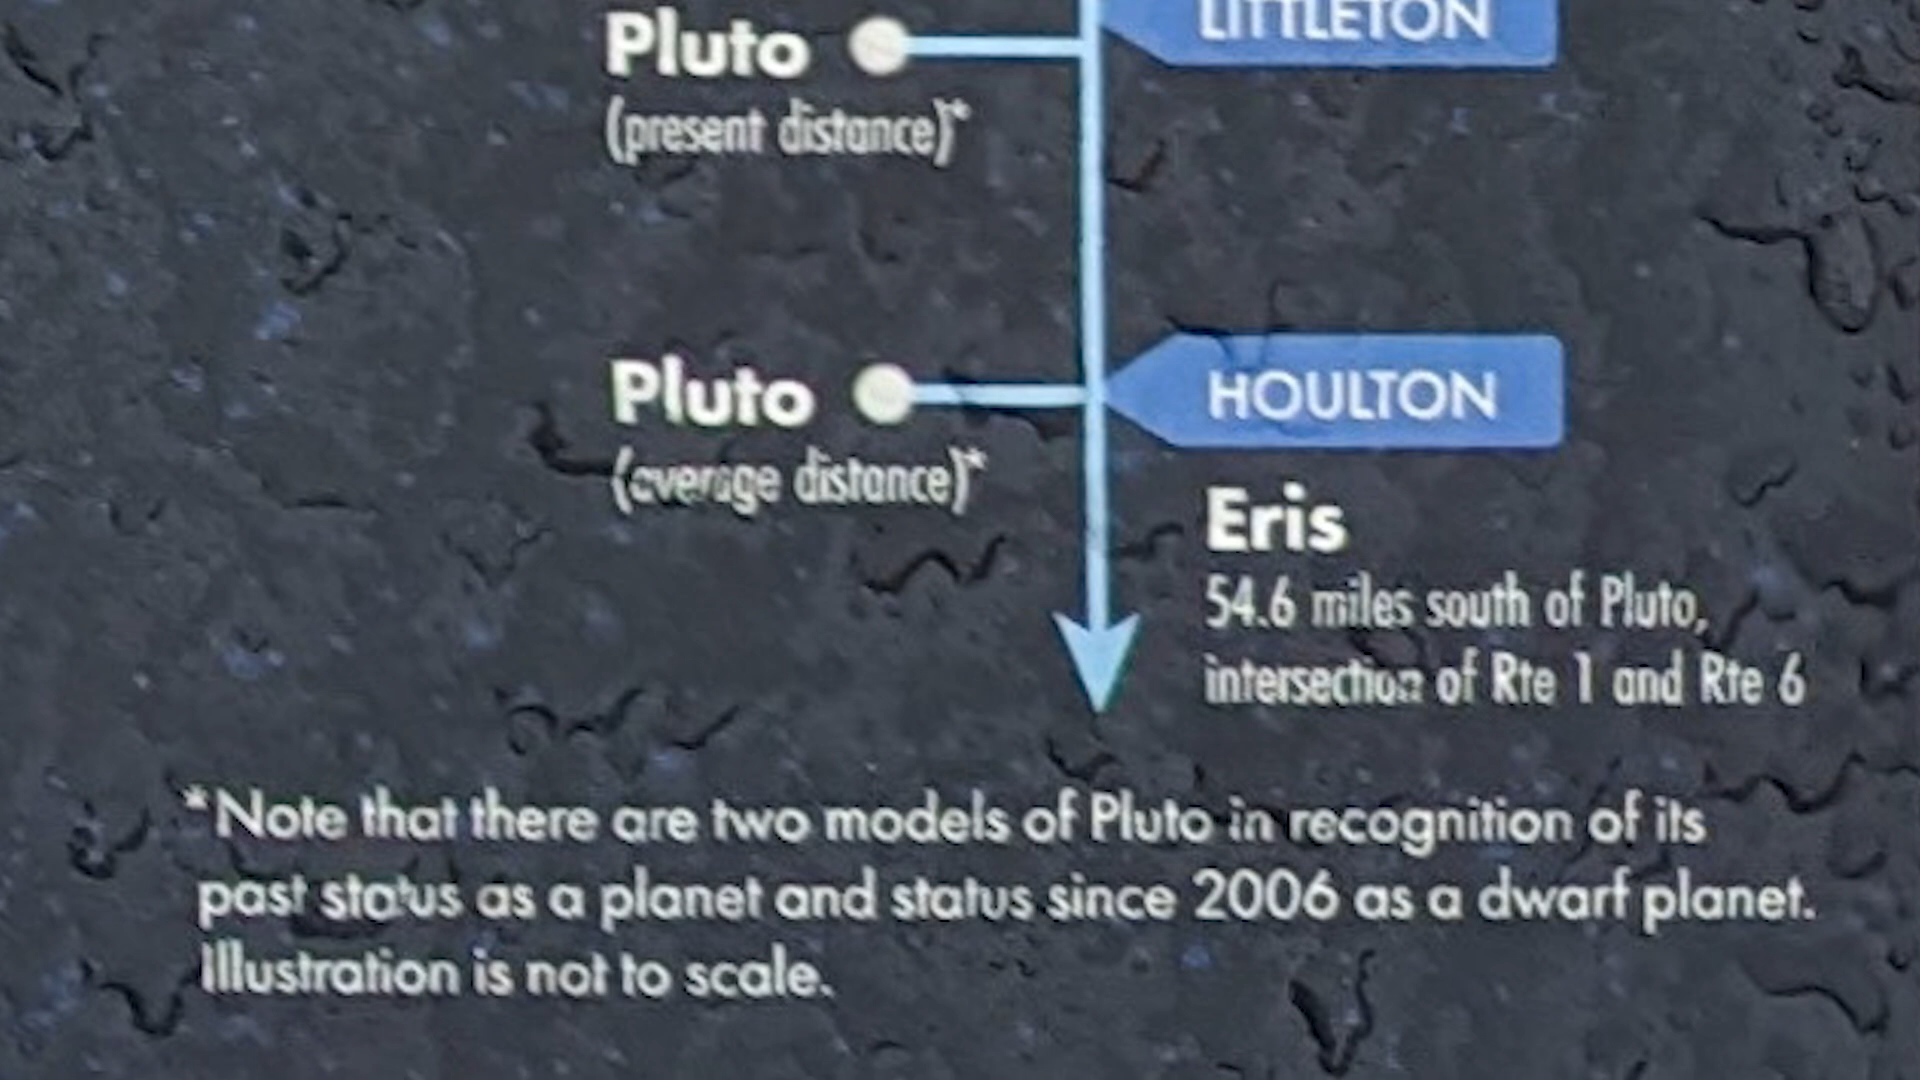 Pluto
LITTLETON
(present distance)*
Pluto
HOULTON
(average distance)*
Eris
54.6 miles south of Pluto,
intersection of Rte 1 and Rte 6
*Note that there are two models of Pluto in recognition of its
past status as a planet and status since 2006 as a dwarf planet.
Illustration is not to scale.